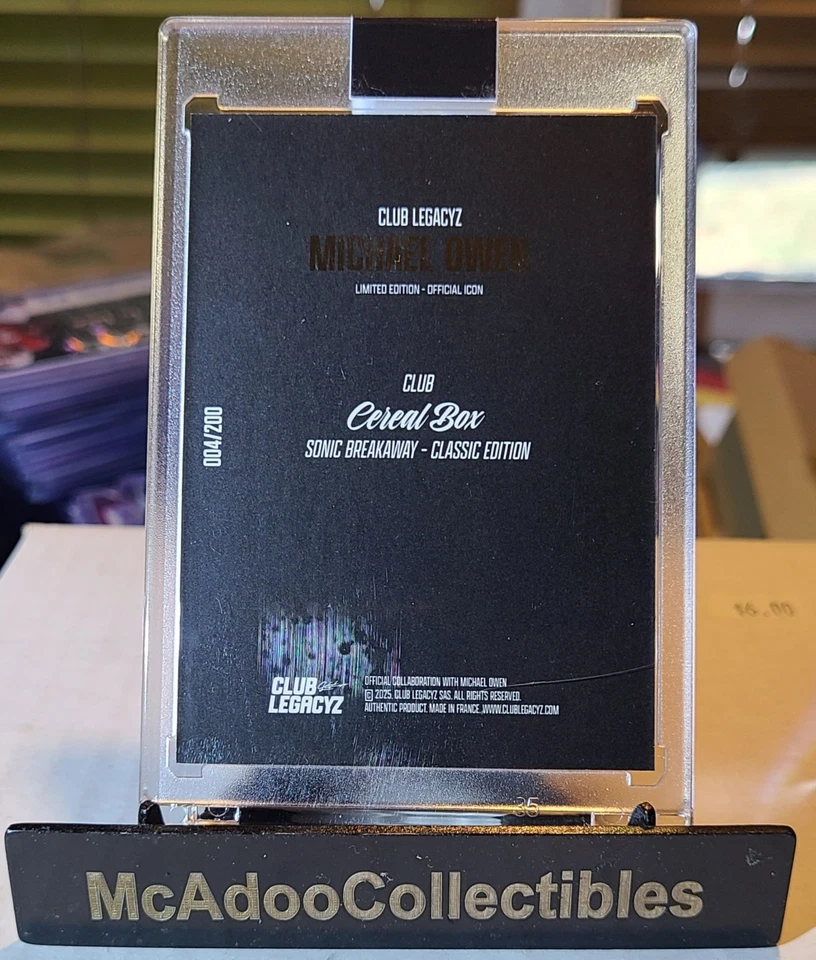 CLUB LEGACYZ
MICHAEL OWEN
LIMITED EDITION - OFFICIAL ICON
CLUB
Cereal Box
SONIC BREAKAWAY - CLASSIC EDITION
004/200
CLUB
LEGACYZ
OFFICIAL COLLABORATION WITH MICHAEL OWEN
© 2025. CLUB LEGACYZ SAS. ALL RIGHTS RESERVED.
AUTHENTIC PRODUCT. MADE IN FRANCE. WWW.CLUBLEGACYZ.COM
35
$6.00
McAdooCollectibles